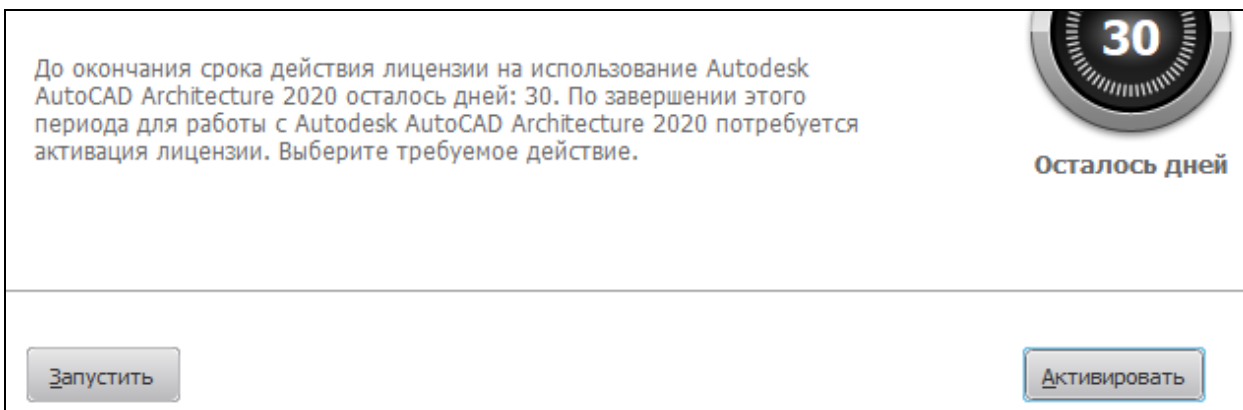 30
До окончания срока действия лицензии на использование Autodesk
AutoCAD Architecture 2020 осталось дней: 30. По завершении этого
периода для работы с Autodesk AutoCAD Architecture 2020 потребуется
активация лицензии. Выберите требуемое действие.
Осталось дней
Запустить
Активировать